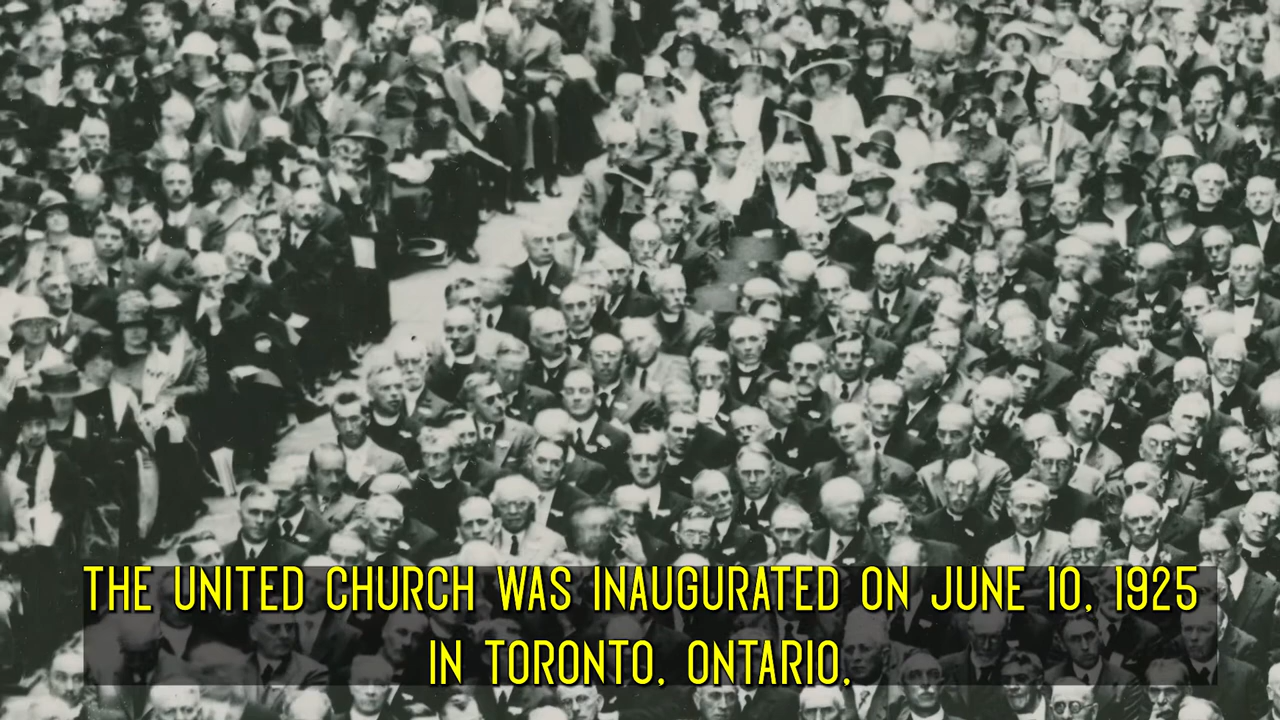 THE UNITED CHURCH WAS INAUGURATED ON JUNE 10, 1925
IN TORONTO, ONTARIO,